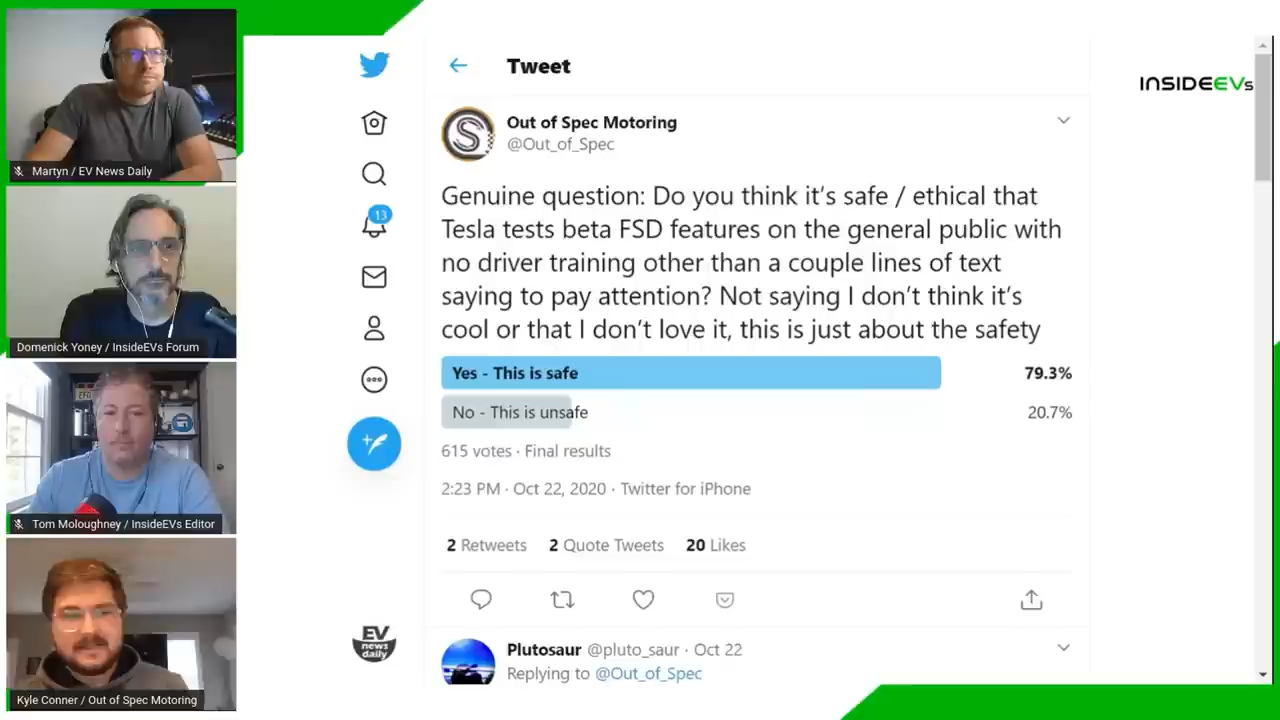 Martyn / EV News Daily
Domenick Yoney / InsideEVs Forum
Tom Moloughney / InsideEVs Editor
Kyle Conner / Out of Spec Motoring
13
EV
news
daily
Tweet
Out of Spec Motoring
@Out_of_Spec
Genuine question: Do you think it's safe / ethical that
Tesla tests beta FSD features on the general public with
no driver training other than a couple lines of text
saying to pay attention? Not saying I don't think it's
cool or that I don't love it, this is just about the safety
Yes - This is safe 79.3%
No - This is unsafe 20.7%
615 votes · Final results
2:23 PM · Oct 22, 2020 · Twitter for iPhone
2 Retweets 2 Quote Tweets 20 Likes
Plutosaur @pluto_saur · Oct 22
Replying to @Out_of_Spec
INSIDEEVs